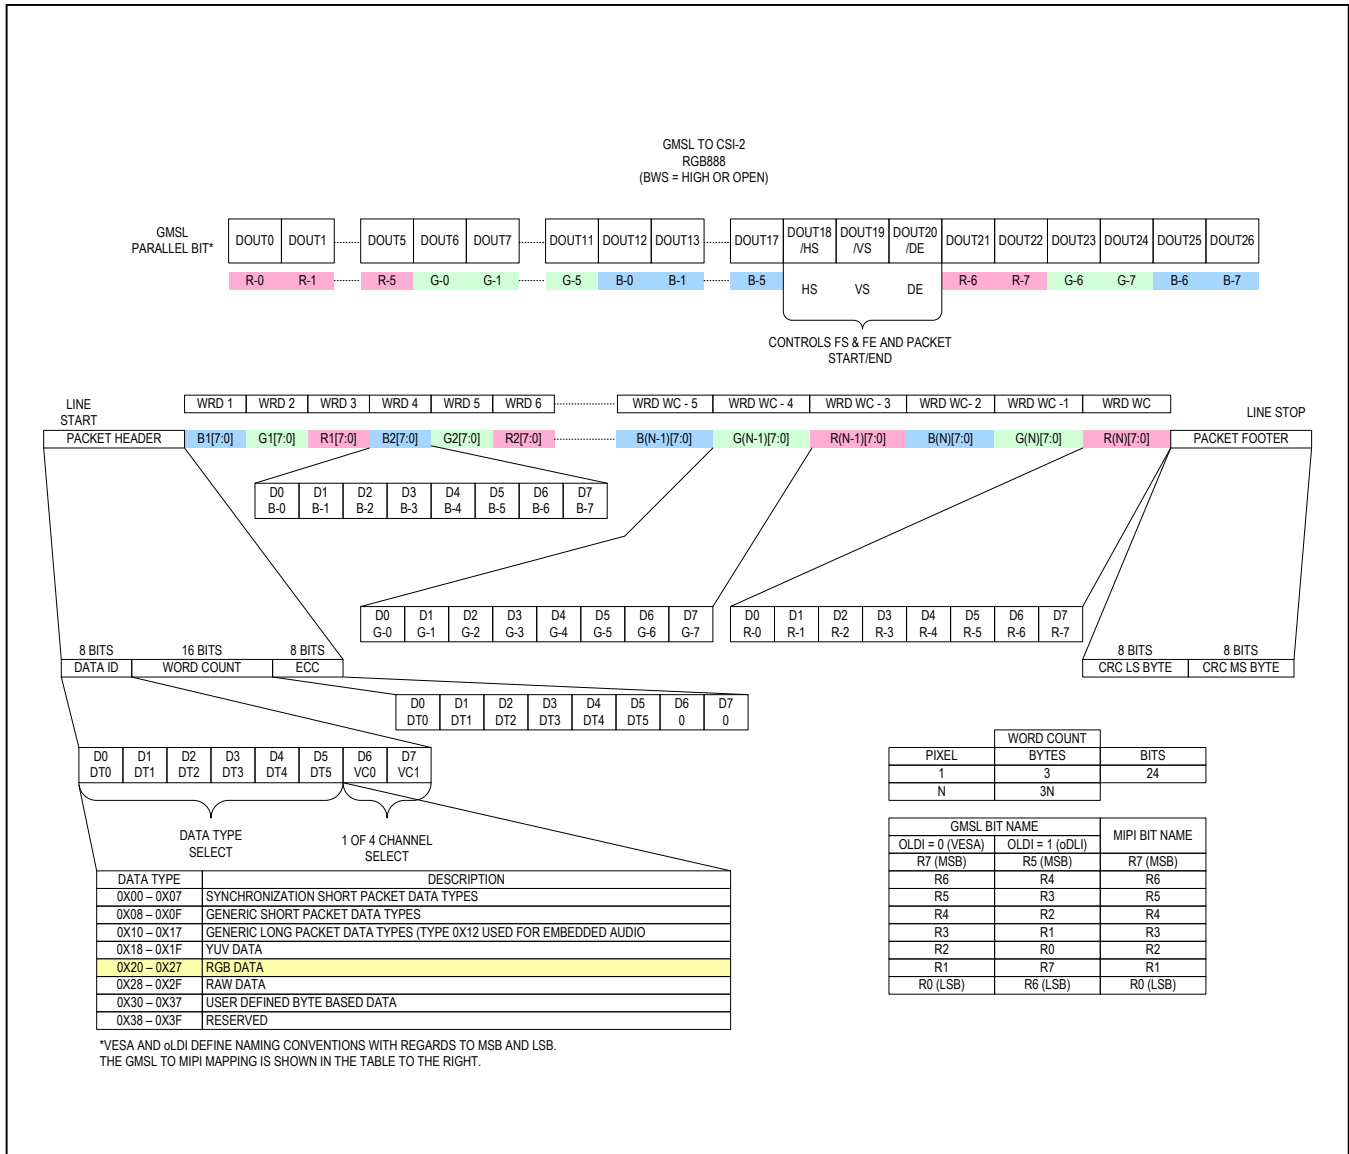 GMSL TO CSI-2
RGB888
(BWS = HIGH OR OPEN)
GMSL
PARALLEL BIT*
DOUT0 DOUT1 DOUT5 DOUT6 DOUT7 DOUT11 DOUT12 DOUT13 DOUT17 DOUT18 /HS DOUT19 /VS DOUT20 /DE DOUT21 DOUT22 DOUT23 DOUT24 DOUT25 DOUT26
R-0 R-1 R-5 G-0 G-1 G-5 B-0 B-1 B-5 HS VS DE R-6 R-7 G-6 G-7 B-6 B-7
CONTROLS FS & FE AND PACKET
START/END
LINE
START
WRD 1 WRD 2 WRD 3 WRD 4 WRD 5 WRD 6 WRD WC - 5 WRD WC - 4 WRD WC - 3 WRD WC- 2 WRD WC -1 WRD WC
LINE STOP
PACKET HEADER B1[7:0] G1[7:0] R1[7:0] B2[7:0] G2[7:0] R2[7:0] B(N-1)[7:0] G(N-1)[7:0] R(N-1)[7:0] B(N)[7:0] G(N)[7:0] R(N)[7:0] PACKET FOOTER
D0 D1 D2 D3 D4 D5 D6 D7
B-0 B-1 B-2 B-3 B-4 B-5 B-6 B-7
D0 D1 D2 D3 D4 D5 D6 D7
G-0 G-1 G-2 G-3 G-4 G-5 G-6 G-7
D0 D1 D2 D3 D4 D5 D6 D7
R-0 R-1 R-2 R-3 R-4 R-5 R-6 R-7
8 BITS 16 BITS 8 BITS
DATA ID WORD COUNT ECC
8 BITS 8 BITS
CRC LS BYTE CRC MS BYTE
D0 D1 D2 D3 D4 D5 D6 D7
DT0 DT1 DT2 DT3 DT4 DT5 0 0
D0 D1 D2 D3 D4 D5 D6 D7
DT0 DT1 DT2 DT3 DT4 DT5 VC0 VC1
DATA TYPE
SELECT
1 OF 4 CHANNEL
SELECT
WORD COUNT
PIXEL BYTES BITS
1 3 24
N 3N
GMSL BIT NAME MIPI BIT NAME
OLDI = 0 (VESA) OLDI = 1 (oDLI)
R7 (MSB) R5 (MSB) R7 (MSB)
R6 R4 R6
R5 R3 R5
R4 R2 R4
R3 R1 R3
R2 R0 R2
R1 R7 R1
R0 (LSB) R6 (LSB) R0 (LSB)
DATA TYPE DESCRIPTION
0X00 – 0X07 SYNCHRONIZATION SHORT PACKET DATA TYPES
0X08 – 0X0F GENERIC SHORT PACKET DATA TYPES
0X10 – 0X17 GENERIC LONG PACKET DATA TYPES (TYPE 0X12 USED FOR EMBEDDED AUDIO
0X18 – 0X1F YUV DATA
0X20 – 0X27 RGB DATA
0X28 – 0X2F RAW DATA
0X30 – 0X37 USER DEFINED BYTE BASED DATA
0X38 – 0X3F RESERVED
*VESA AND oLDI DEFINE NAMING CONVENTIONS WITH REGARDS TO MSB AND LSB.
THE GMSL TO MIPI MAPPING IS SHOWN IN THE TABLE TO THE RIGHT.